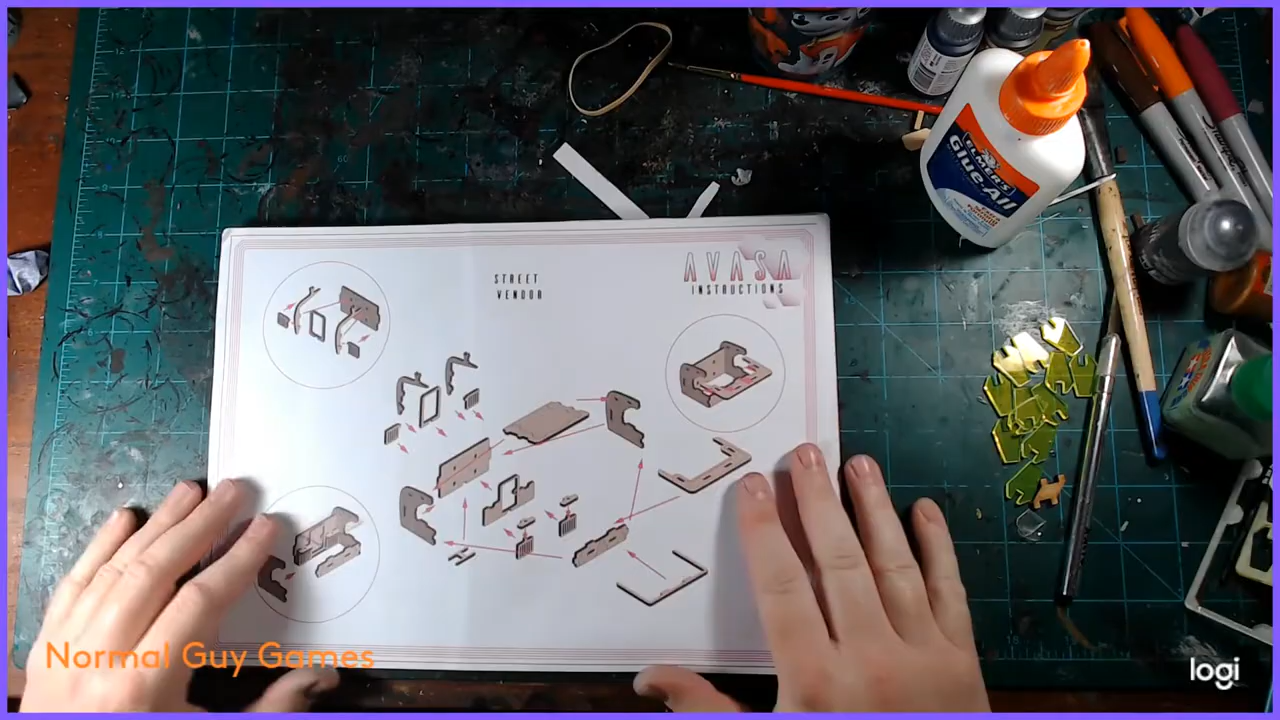 STREET
VENDOR
AVASA
INSTRUCTIONS
ELMER'S
Glue-All
Normal Guy Games
logi